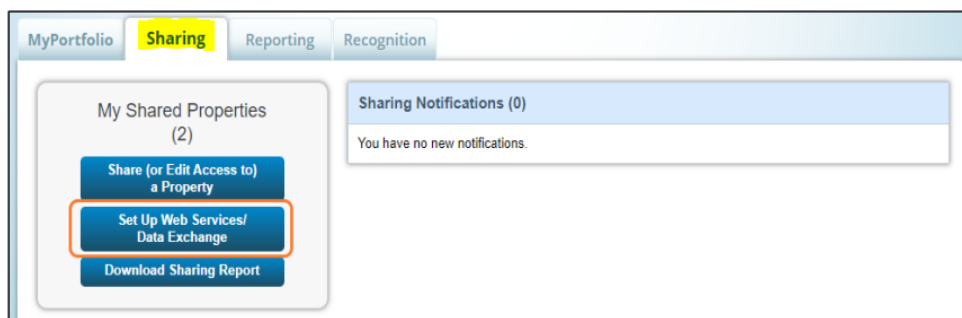 MyPortfolio
Sharing
Reporting
Recognition
My Shared Properties
(2)
Share (or Edit Access to)
a Property
Set Up Web Services/
Data Exchange
Download Sharing Report
Sharing Notifications (0)
You have no new notifications.